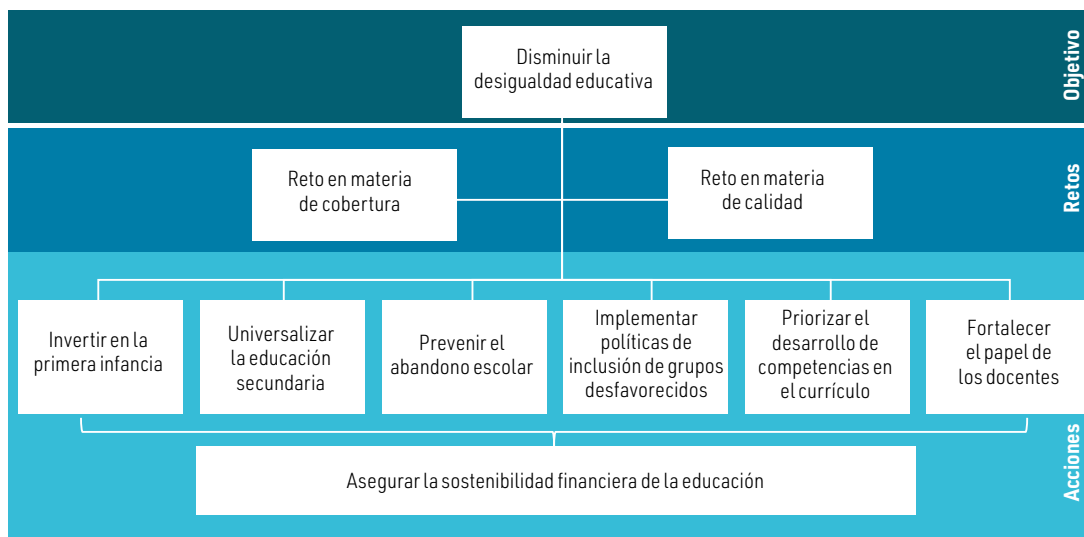 Disminuir la
desigualdad educativa
Objetivo
Reto en materia
de cobertura
Reto en materia
de calidad
Retos
Invertir en la
primera infancia
Universalizar
la educación
secundaria
Prevenir el
abandono escolar
Implementar
políticas de
inclusión de grupos
desfavorecidos
Priorizar el
desarrollo de
competencias en
el currículo
Fortalecer
el papel de
los docentes
Asegurar la sostenibilidad financiera de la educación
Acciones